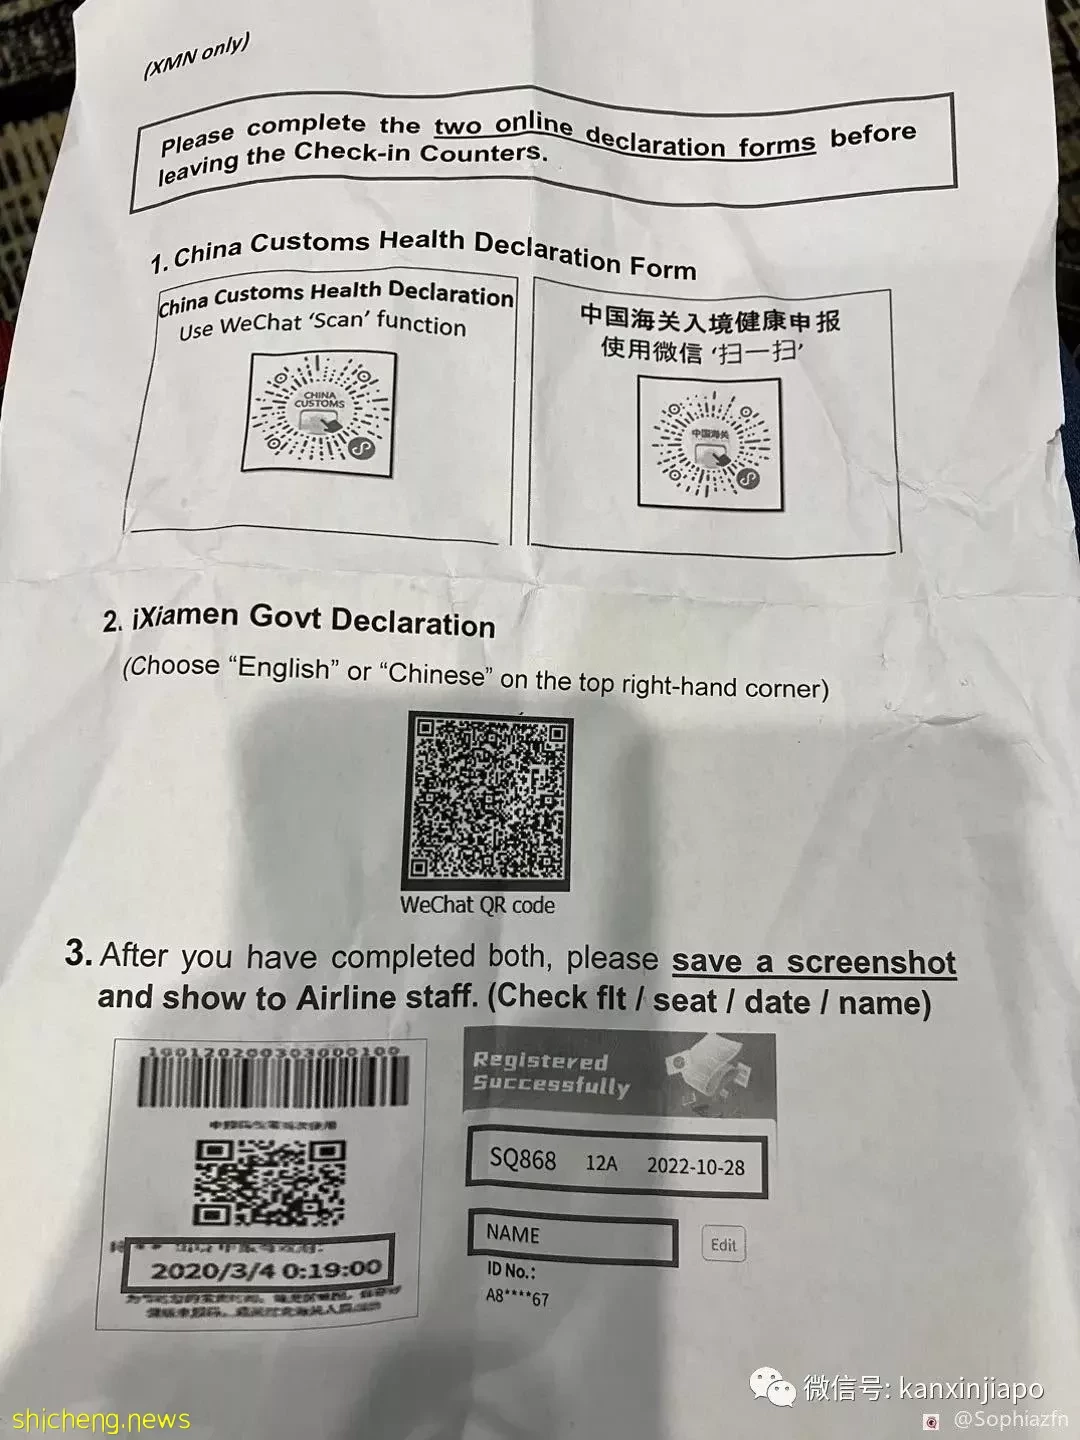 (XMN only)
Please complete the two online declaration forms before
leaving the Check-in Counters.
1. China Customs Health Declaration Form
China Customs Health Declaration
Use WeChat ‘Scan’ function
CHINA
CUSTOMS
中国海关入境健康申报
使用微信 ‘扫一扫’
中国海关
2. iXiamen Govt Declaration
(Choose “English” or “Chinese” on the top right-hand corner)
WeChat QR code
3. After you have completed both, please save a screenshot
and show to Airline staff. (Check flt / seat / date / name)
2020/3/4 0:19:00
Registered
Successfully
SQ868 12A 2022-10-28
NAME
Edit
ID No.:
A8****67
微信号: kanxinjiapo
shicheng.news
@Sophiazfn